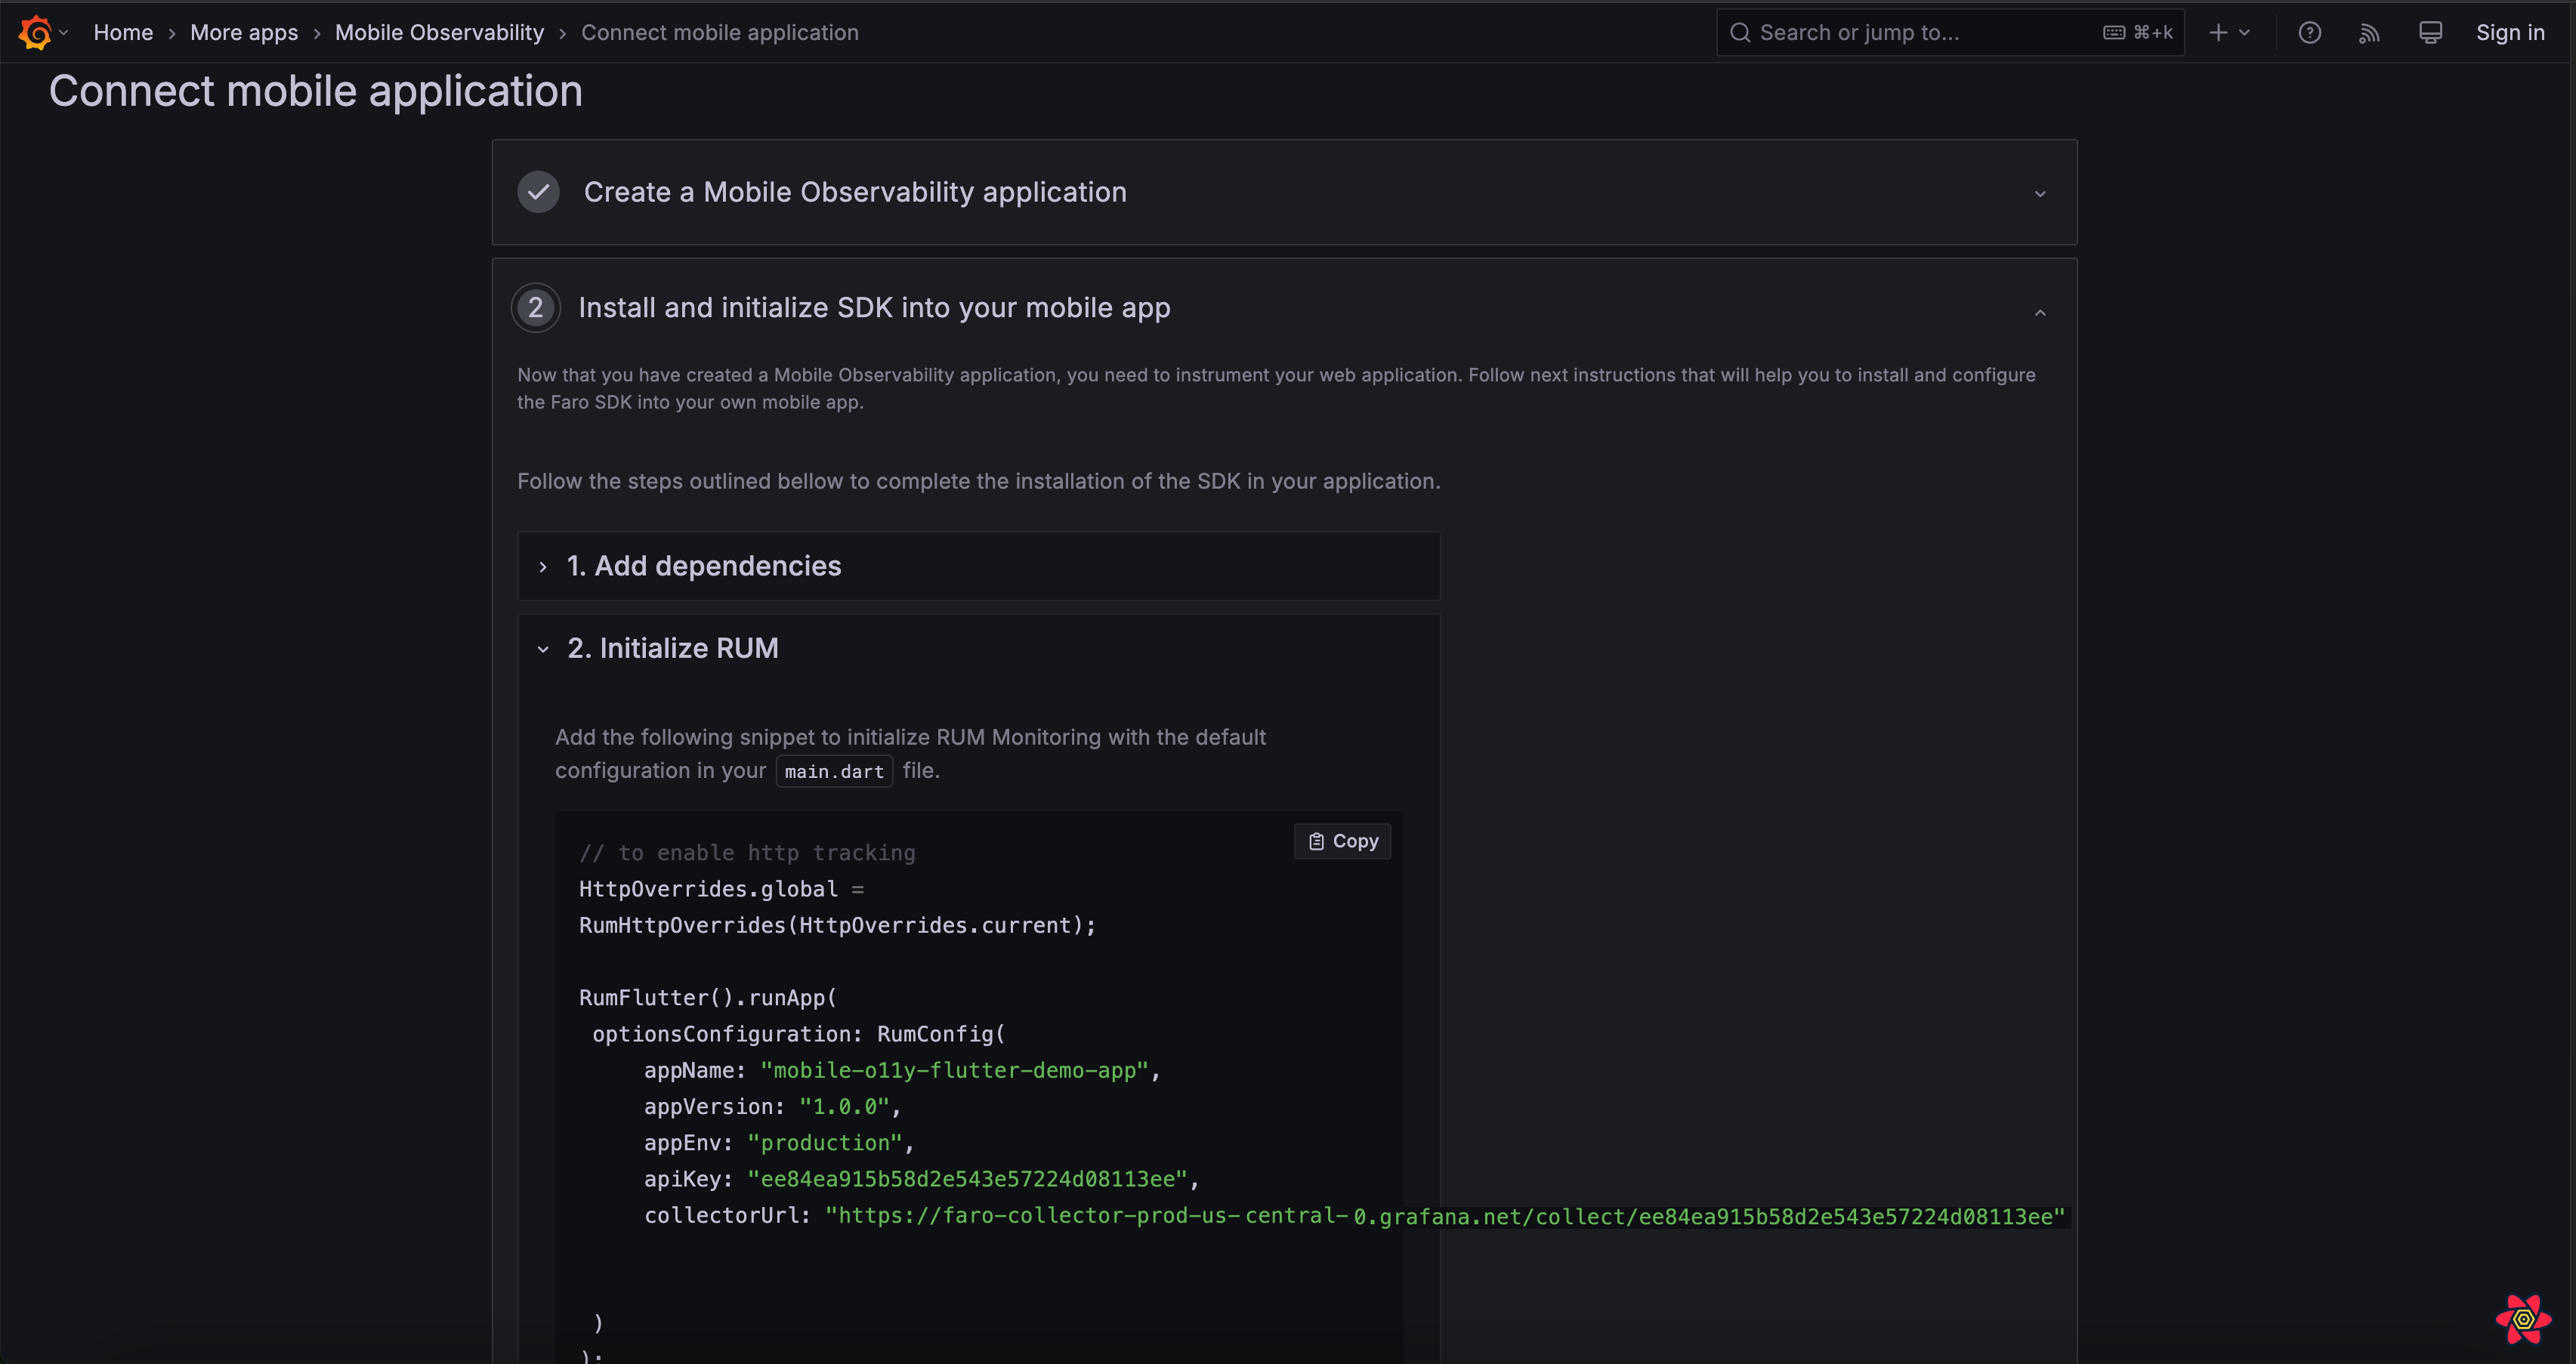 Home › More apps › Mobile Observability › Connect mobile application
Search or jump to...
⌘+k
Sign in
Connect mobile application
Create a Mobile Observability application
2
Install and initialize SDK into your mobile app
Now that you have created a Mobile Observability application, you need to instrument your web application. Follow next instructions that will help you to install and configure
the Faro SDK into your own mobile app.
Follow the steps outlined bellow to complete the installation of the SDK in your application.
1. Add dependencies
2. Initialize RUM
Add the following snippet to initialize RUM Monitoring with the default
configuration in your main.dart file.
Copy
// to enable http tracking
HttpOverrides.global =
RumHttpOverrides(HttpOverrides.current);
RumFlutter().runApp(
optionsConfiguration: RumConfig(
appName: "mobile-o11y-flutter-demo-app",
appVersion: "1.0.0",
appEnv: "production",
apiKey: "ee84ea915b58d2e543e57224d08113ee",
collectorUrl: "https://faro-collector-prod-us-central-0.grafana.net/collect/ee84ea915b58d2e543e57224d08113ee"
)
);